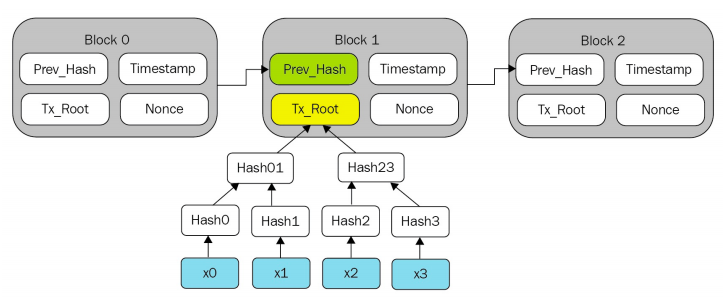 Block 0
Block 1
Block 2
Prev_Hash Timestamp
Prev_Hash Timestamp
Prev_Hash Timestamp
Tx_Root Nonce
Tx_Root Nonce
Tx_Root Nonce
Hash01 Hash23
Hash0 Hash1 Hash2 Hash3
x0 x1 x2 x3